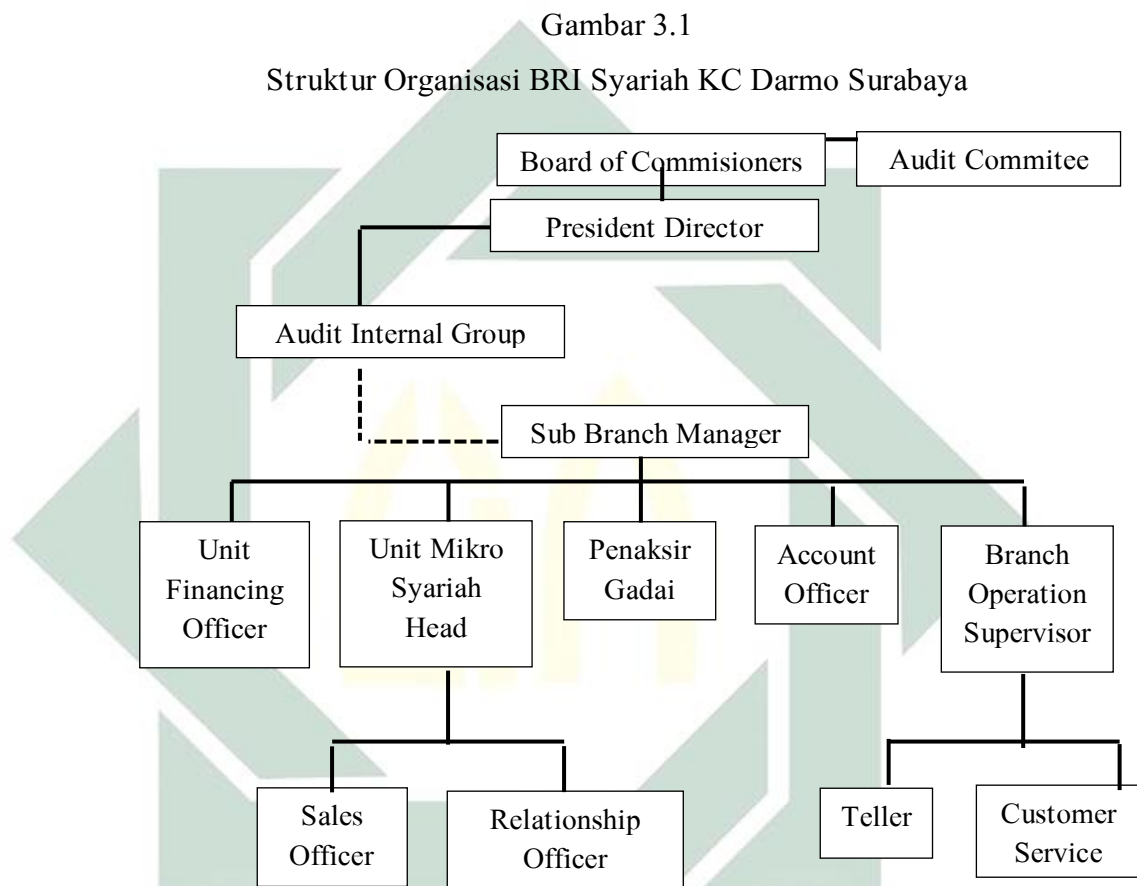 Gambar 3.1
Struktur Organisasi BRI Syariah KC Darmo Surabaya
Board of Commisioners
Audit Commitee
President Director
Audit Internal Group
Sub Branch Manager
Unit
Financing
Officer
Unit Mikro
Syariah
Head
Penaksir
Gadai
Account
Officer
Branch
Operation
Supervisor
Sales
Officer
Relationship
Officer
Teller
Customer
Service